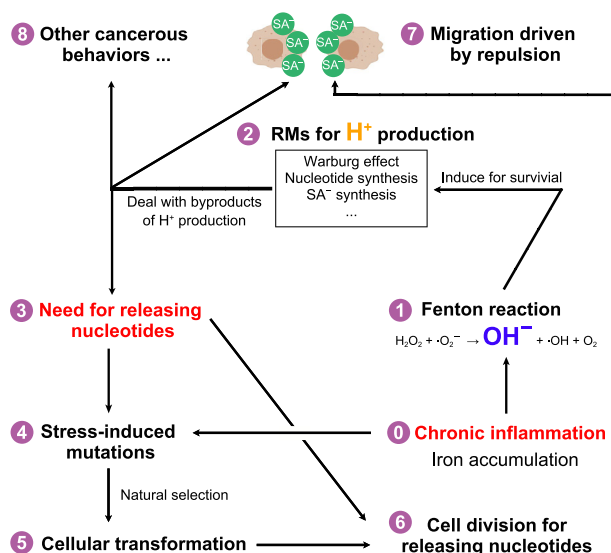 8 Other cancerous
behaviors ...
SA⁻ SA⁻
SA⁻ SA⁻
SA⁻ SA⁻
7 Migration driven
by repulsion
2 RMs for H⁺ production
Warburg effect
Nucleotide synthesis
SA⁻ synthesis
...
Induce for survivial
Deal with byproducts
of H⁺ production
3 Need for releasing
nucleotides
1 Fenton reaction
H₂O₂ + ·O₂⁻ → OH⁻ + ·OH + O₂
4 Stress-induced
mutations
0 Chronic inflammation
Iron accumulation
Natural selection
5 Cellular transformation
6 Cell division for
releasing nucleotides